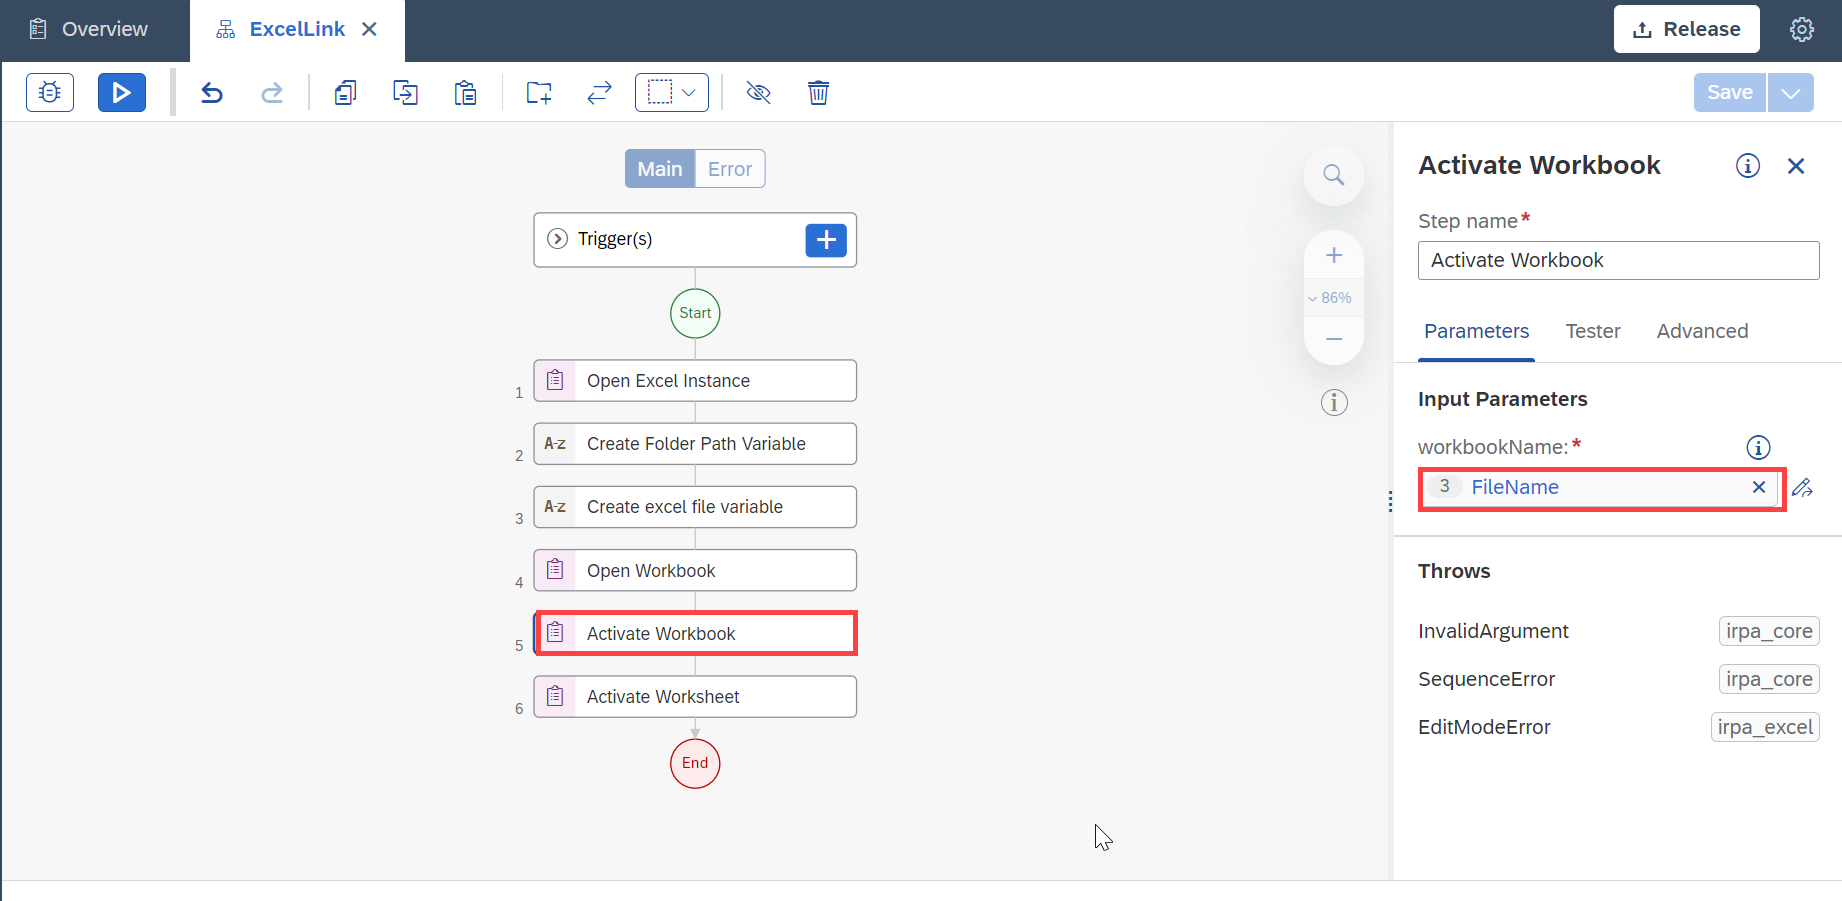 Overview
ExcelLink
Release
Save
Main
Error
Trigger(s)
Start
1
Open Excel Instance
2
A-z
Create Folder Path Variable
3
A-z
Create excel file variable
4
Open Workbook
5
Activate Workbook
6
Activate Worksheet
End
86%
Activate Workbook
Step name*
Activate Workbook
Parameters
Tester
Advanced
Input Parameters
workbookName:*
3 FileName
Throws
InvalidArgument irpa_core
SequenceError irpa_core
EditModeError irpa_excel